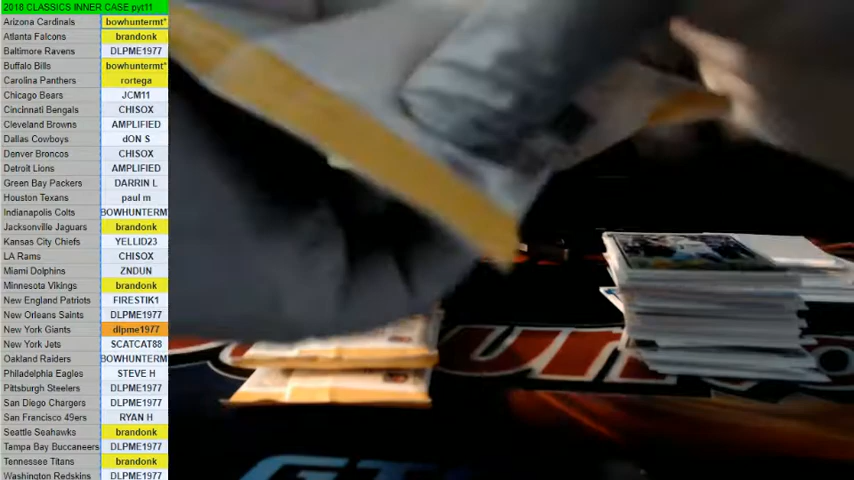 2018 CLASSICS INNER CASE pyt11
Arizona Cardinals bowhuntermt*
Atlanta Falcons brandonk
Baltimore Ravens DLPME1977
Buffalo Bills bowhuntermt*
Carolina Panthers rortega
Chicago Bears JCM11
Cincinnati Bengals CHISOX
Cleveland Browns AMPLIFIED
Dallas Cowboys dON S
Denver Broncos CHISOX
Detroit Lions AMPLIFIED
Green Bay Packers DARRIN L
Houston Texans paul m
Indianapolis Colts BOWHUNTERM
Jacksonville Jaguars brandonk
Kansas City Chiefs YELLID23
LA Rams CHISOX
Miami Dolphins ZNDUN
Minnesota Vikings brandonk
New England Patriots FIRESTIK1
New Orleans Saints DLPME1977
New York Giants dlpme1977
New York Jets SCATCAT88
Oakland Raiders BOWHUNTERM
Philadelphia Eagles STEVE H
Pittsburgh Steelers DLPME1977
San Diego Chargers DLPME1977
San Francisco 49ers RYAN H
Seattle Seahawks brandonk
Tampa Bay Buccaneers DLPME1977
Tennessee Titans brandonk
Washington Redskins DLPME1977